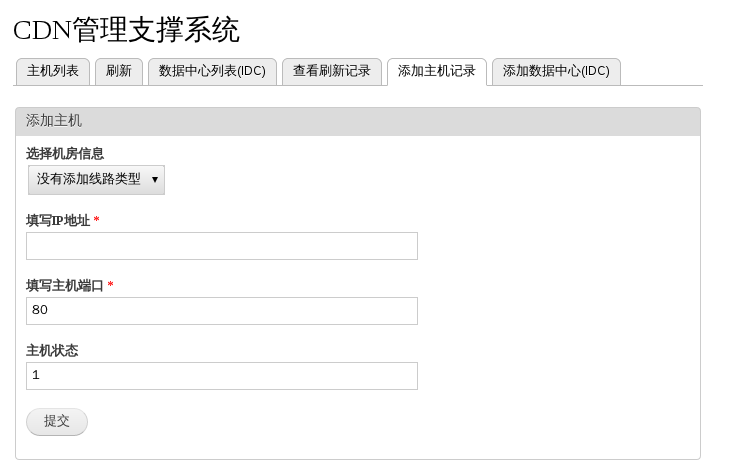 CDN管理支撑系统
主机列表 刷新 数据中心列表(IDC) 查看刷新记录 添加主机记录 添加数据中心(IDC)
添加主机
选择机房信息
没有添加线路类型 ▾
填写IP地址 *
填写主机端口 *
80
主机状态
1
提交